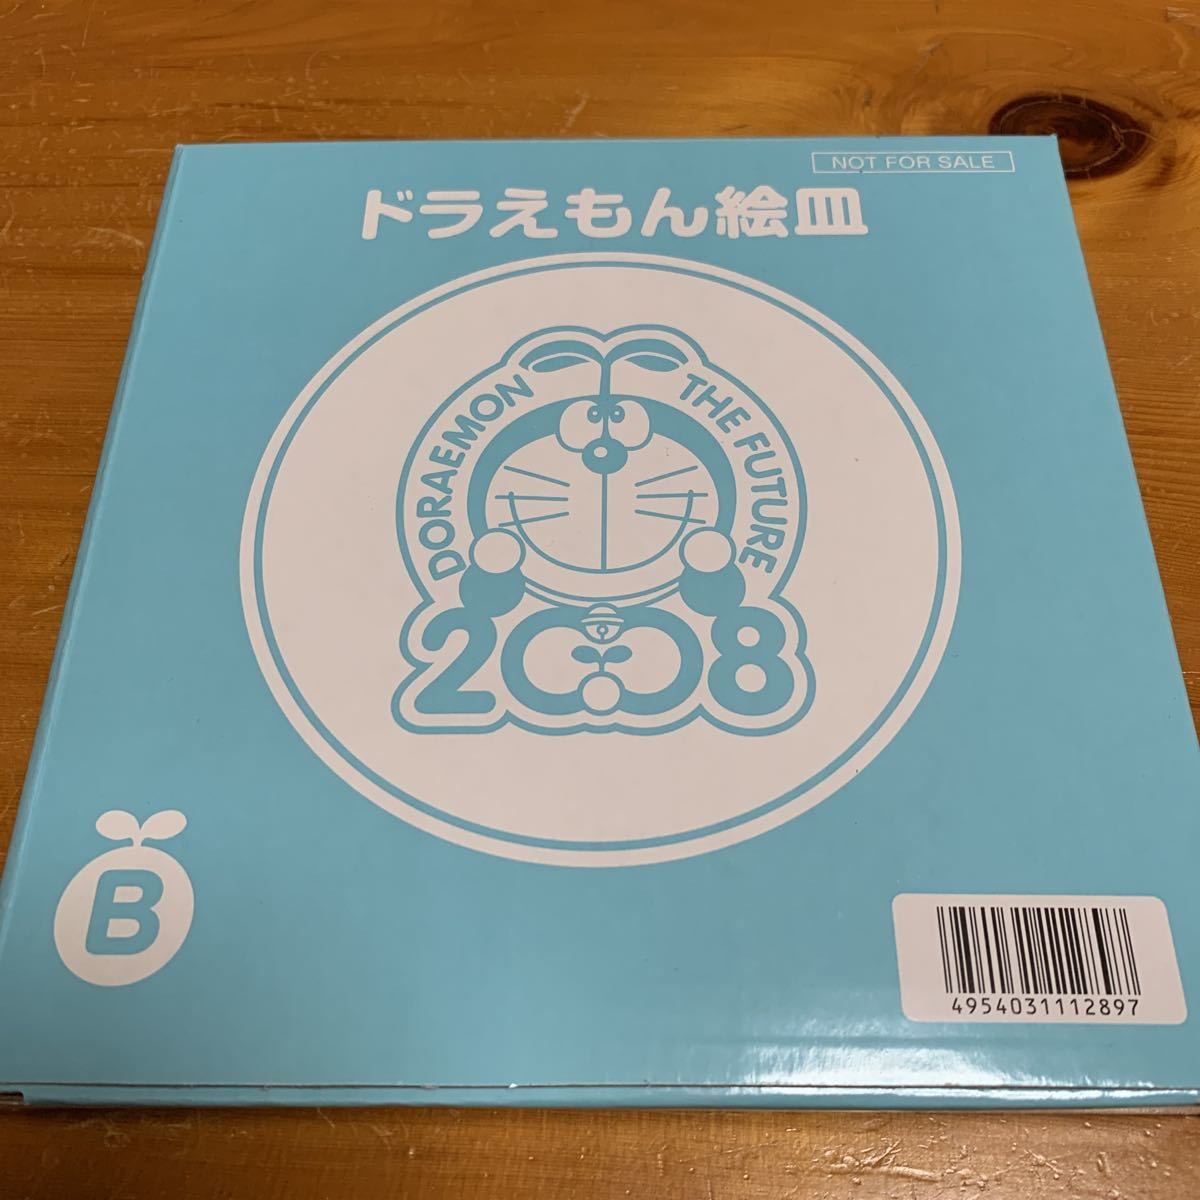 NOT FOR SALE
ドラえもん絵皿
DORAEMON THE FUTURE
2008
B
4954031112897